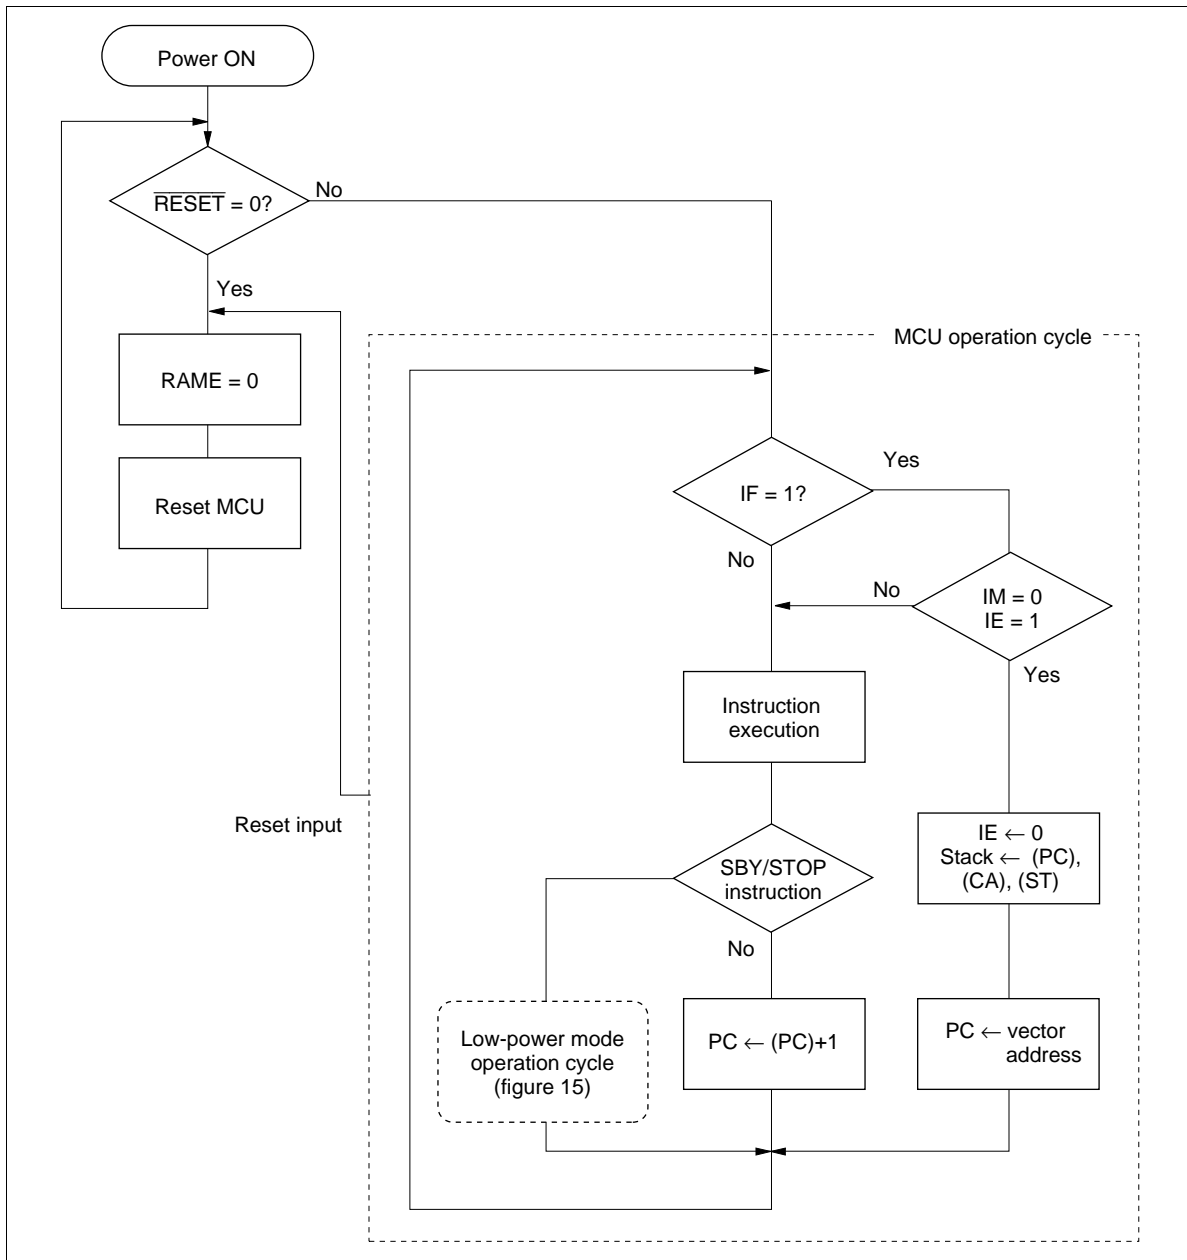 Power ON
R̅E̅S̅E̅T̅ = 0?
No
Yes
RAME = 0
Reset MCU
Reset input
MCU operation cycle
IF = 1?
Yes
No
IM = 0
IE = 1
No
Yes
Instruction
execution
SBY/STOP
instruction
No
IE ← 0
Stack ← (PC),
(CA), (ST)
Low-power mode
operation cycle
(figure 15)
PC ← (PC)+1
PC ← vector
address